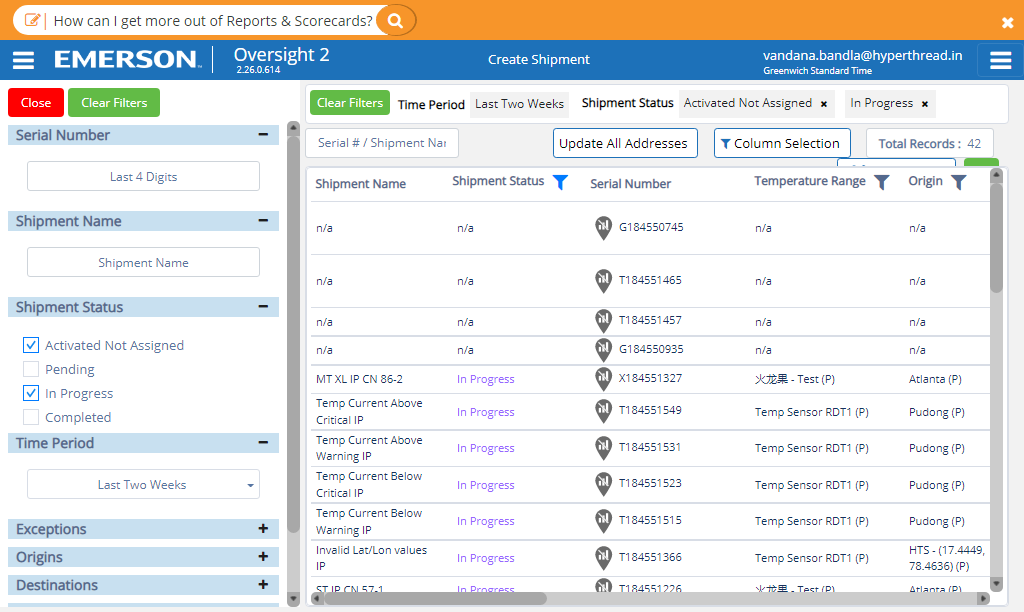 How can I get more out of Reports & Scorecards?
EMERSON. Oversight 2 Create Shipment vandana.bandla@hyperthread.in
2.26.0.614 Greenwich Standard Time
Close Clear Filters
Clear Filters Time Period Last Two Weeks Shipment Status Activated Not Assigned × In Progress ×
Serial # / Shipment Nar Update All Addresses Column Selection Total Records : 42
Serial Number
Last 4 Digits
Shipment Name
Shipment Name
Shipment Status
Activated Not Assigned
Pending
In Progress
Completed
Time Period
Last Two Weeks
Exceptions
Origins
Destinations
Shipment Name Shipment Status Serial Number Temperature Range Origin
n/a n/a G184550745 n/a n/a
n/a n/a T184551465 n/a n/a
n/a n/a T184551457 n/a n/a
n/a n/a G184550935 n/a n/a
MT XL IP CN 86-2 In Progress X184551327 火龙果 - Test (P) Atlanta (P)
Temp Current Above
Critical IP In Progress T184551549 Temp Sensor RDT1 (P) Pudong (P)
Temp Current Above
Warning IP In Progress T184551531 Temp Sensor RDT1 (P) Pudong (P)
Temp Current Below
Critical IP In Progress T184551523 Temp Sensor RDT1 (P) Pudong (P)
Temp Current Below
Warning IP In Progress T184551515 Temp Sensor RDT1 (P) Pudong (P)
Invalid Lat/Lon values
IP In Progress T184551366 Temp Sensor RDT1 (P) HTS - (17.4449,
78.4636) (P)
ST IP CN 57-1 In Progress T184551226 火龙果 - Test (P) Atlanta (P)